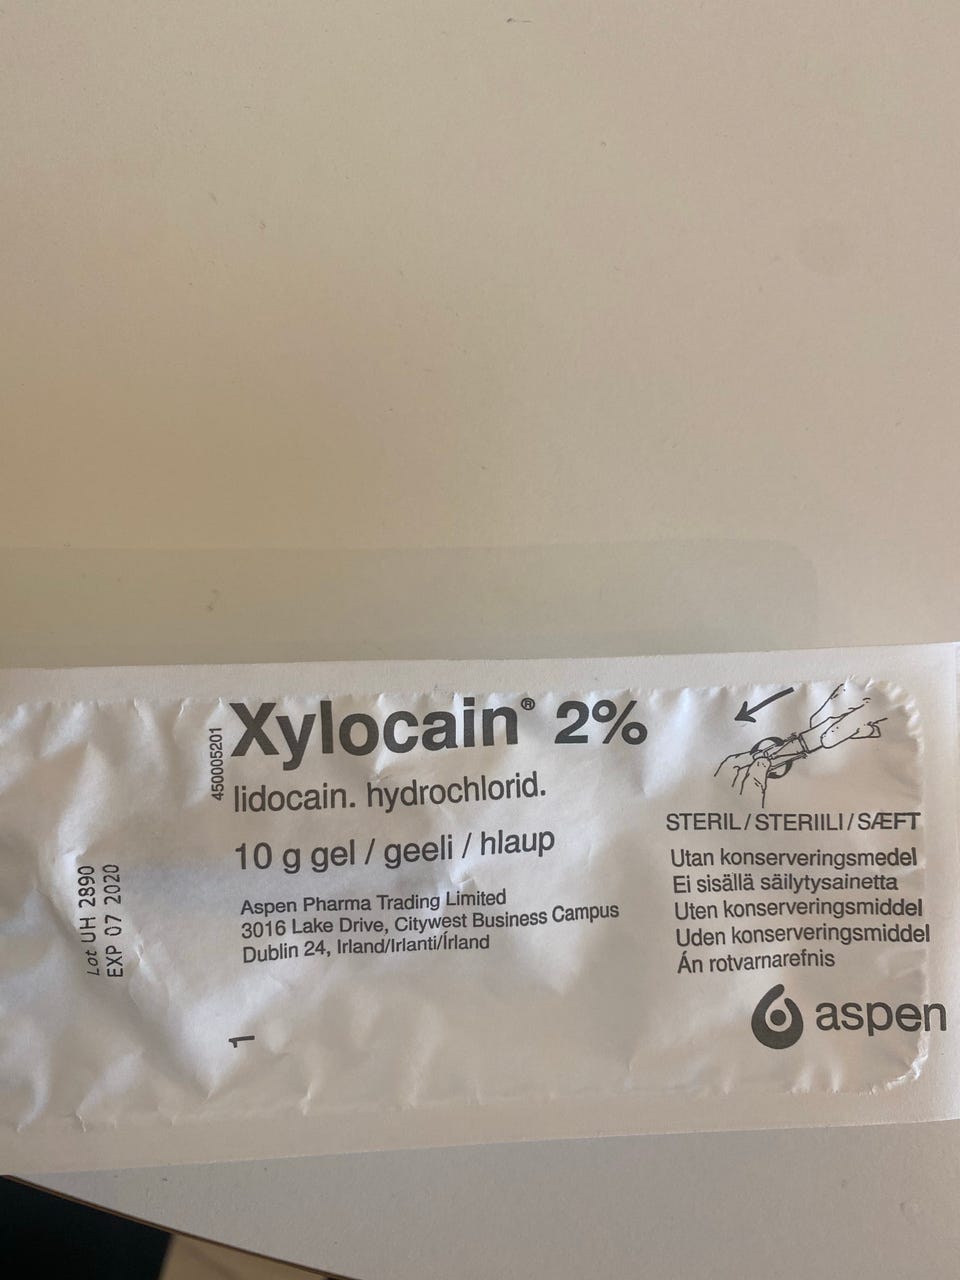 Xylocain® 2%
lidocain. hydrochlorid.
10 g gel / geeli / hlaup
Aspen Pharma Trading Limited
3016 Lake Drive, Citywest Business Campus
Dublin 24, Irland/Irlanti/Írland
450005201
Lot UH 2890
EXP 07 2020
1
STERIL/STERIILI/SÆFT
Utan konserveringsmedel
Ei sisällä säilytysainetta
Uten konserveringsmiddel
Uden konserveringsmiddel
Án rotvarnarefnis
aspen